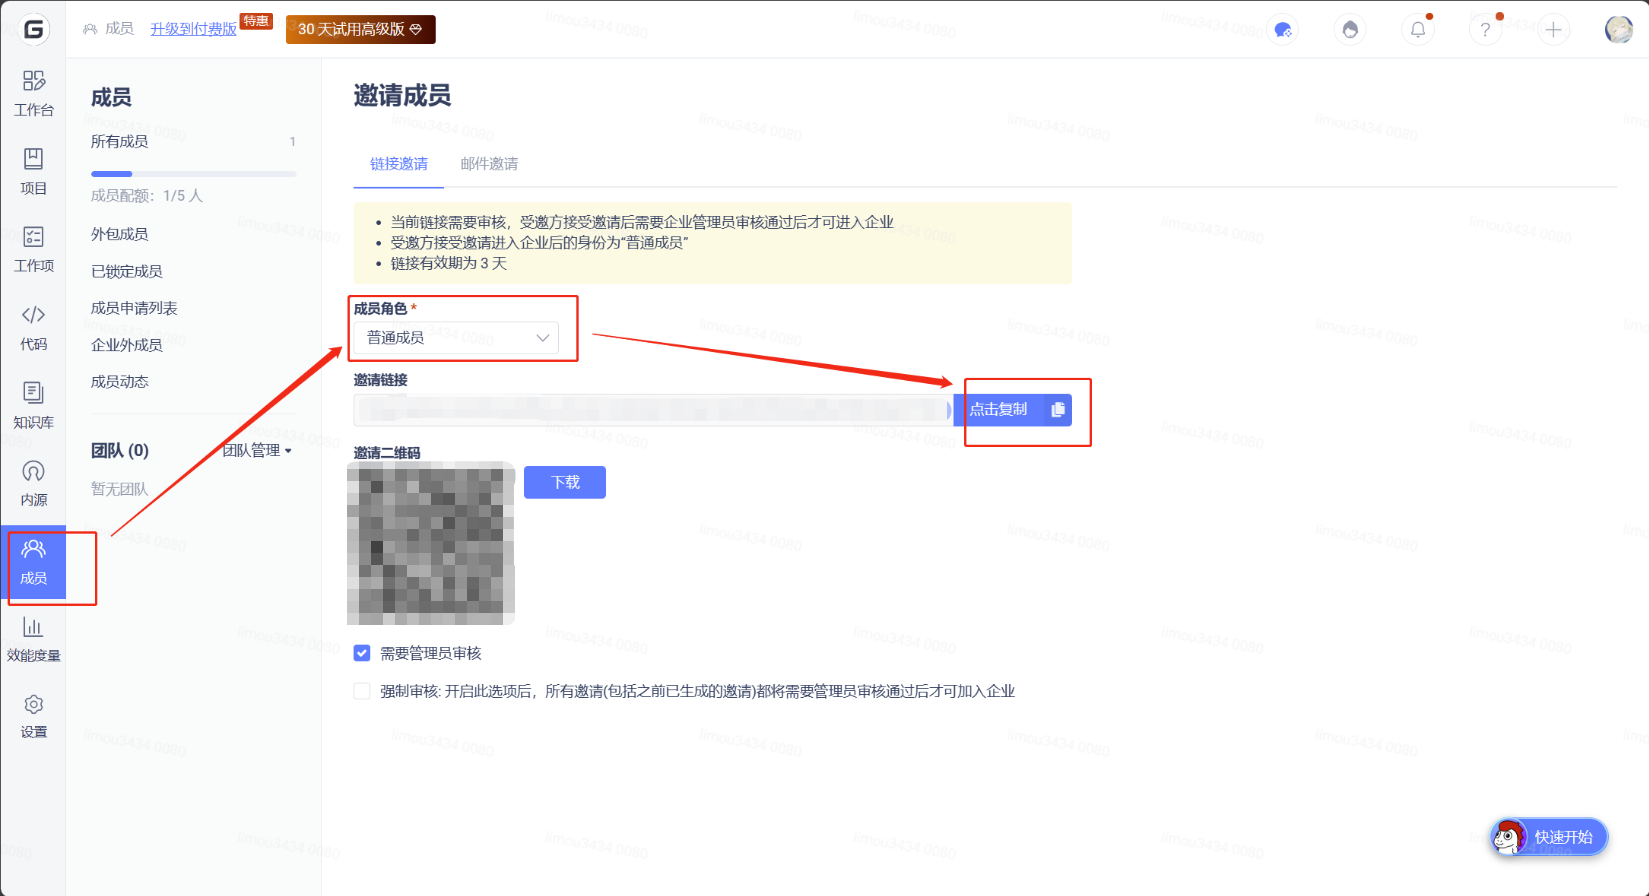 成员
升级到付费版
特惠
30 天试用高级版
工作台
项目
工作项
代码
知识库
内源
成员
效能度量
设置
成员
所有成员 1
成员配额：1/5 人
外包成员
已锁定成员
成员申请列表
企业外成员
成员动态
团队 (0) 团队管理
暂无团队
邀请成员
链接邀请 邮件邀请
当前链接需要审核，受邀方接受邀请后需要企业管理员审核通过后才可进入企业
受邀方接受邀请进入企业后的身份为“普通成员”
链接有效期为 3 天
成员角色 *
普通成员
邀请链接
点击复制
邀请二维码
下载
需要管理员审核
强制审核: 开启此选项后，所有邀请(包括之前已生成的邀请)都将需要管理员审核通过后才可加入企业
快速开始
limou3434 0080